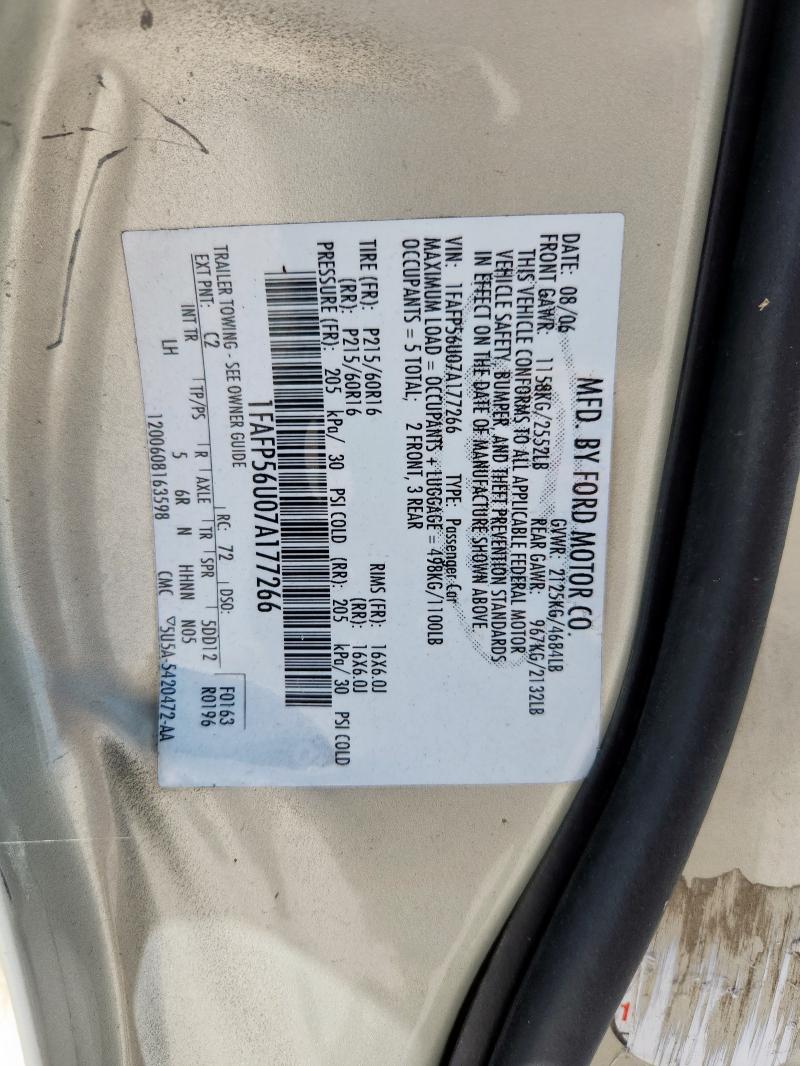 MFD. BY FORD MOTOR CO.
DATE: 08/06 GVWR: 2125KG/4684LB
FRONT GAWR: 1158KG/2552LB REAR GAWR: 967KG/2132LB
THIS VEHICLE CONFORMS TO ALL APPLICABLE FEDERAL MOTOR
VEHICLE SAFETY, BUMPER, AND THEFT PREVENTION STANDARDS
IN EFFECT ON THE DATE OF MANUFACTURE SHOWN ABOVE.
VIN: 1FAFP56U07A177266 TYPE: Passenger Car
MAXIMUM LOAD = OCCUPANTS + LUGGAGE = 498KG/1100LB
OCCUPANTS = 5 TOTAL; 2 FRONT, 3 REAR
TIRE (FR): P215/60R16 RIMS (FR): 16X6.0J
(RR): P215/60R16 (RR): 16X6.0J
PRESSURE (FR): 205 kPa/ 30 PSI COLD (RR): 205 kPa/ 30 PSI COLD
1FAFP56U07A177266
TRAILER TOWING - SEE OWNER GUIDE
EXT PNT: C2 RC: 72 DSO: F0163
R0196
INT TR TP/PS R AXLE TR SPR 5DD12
LH 5 6R N HHNN N05
1200608163598 CMC ▽5U5A-5420472-AA
1